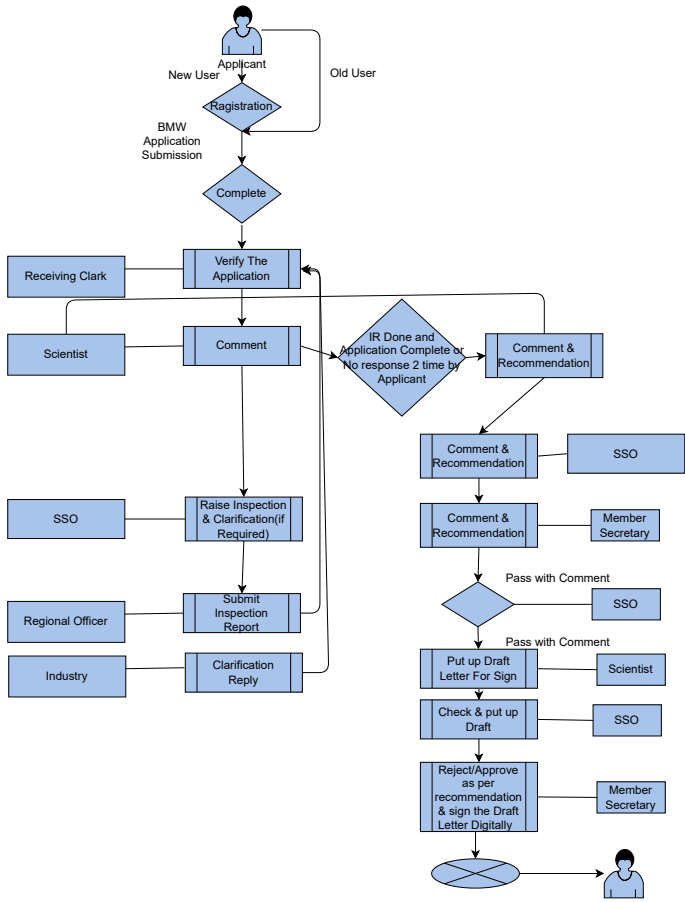 Applicant
New User
Old User
Ragistration
BMW
Application
Submission
Complete
Verify The
Application
Receiving Clark
Scientist
Comment
IR Done and
Application Complete or
No response 2 time by
Applicant
Comment &
Recommendation
Comment &
Recommendation
SSO
SSO
Raise Inspection
& Clarification(if
Required)
Comment &
Recommendation
Member
Secretary
Pass with Comment
SSO
Regional Officer
Submit
Inspection
Report
Pass with Comment
Industry
Clarification
Reply
Put up Draft
Letter For Sign
Scientist
Check & put up
Draft
SSO
Reject/Approve
as per
recommendation
& sign the Draft
Letter Digitally
Member
Secretary